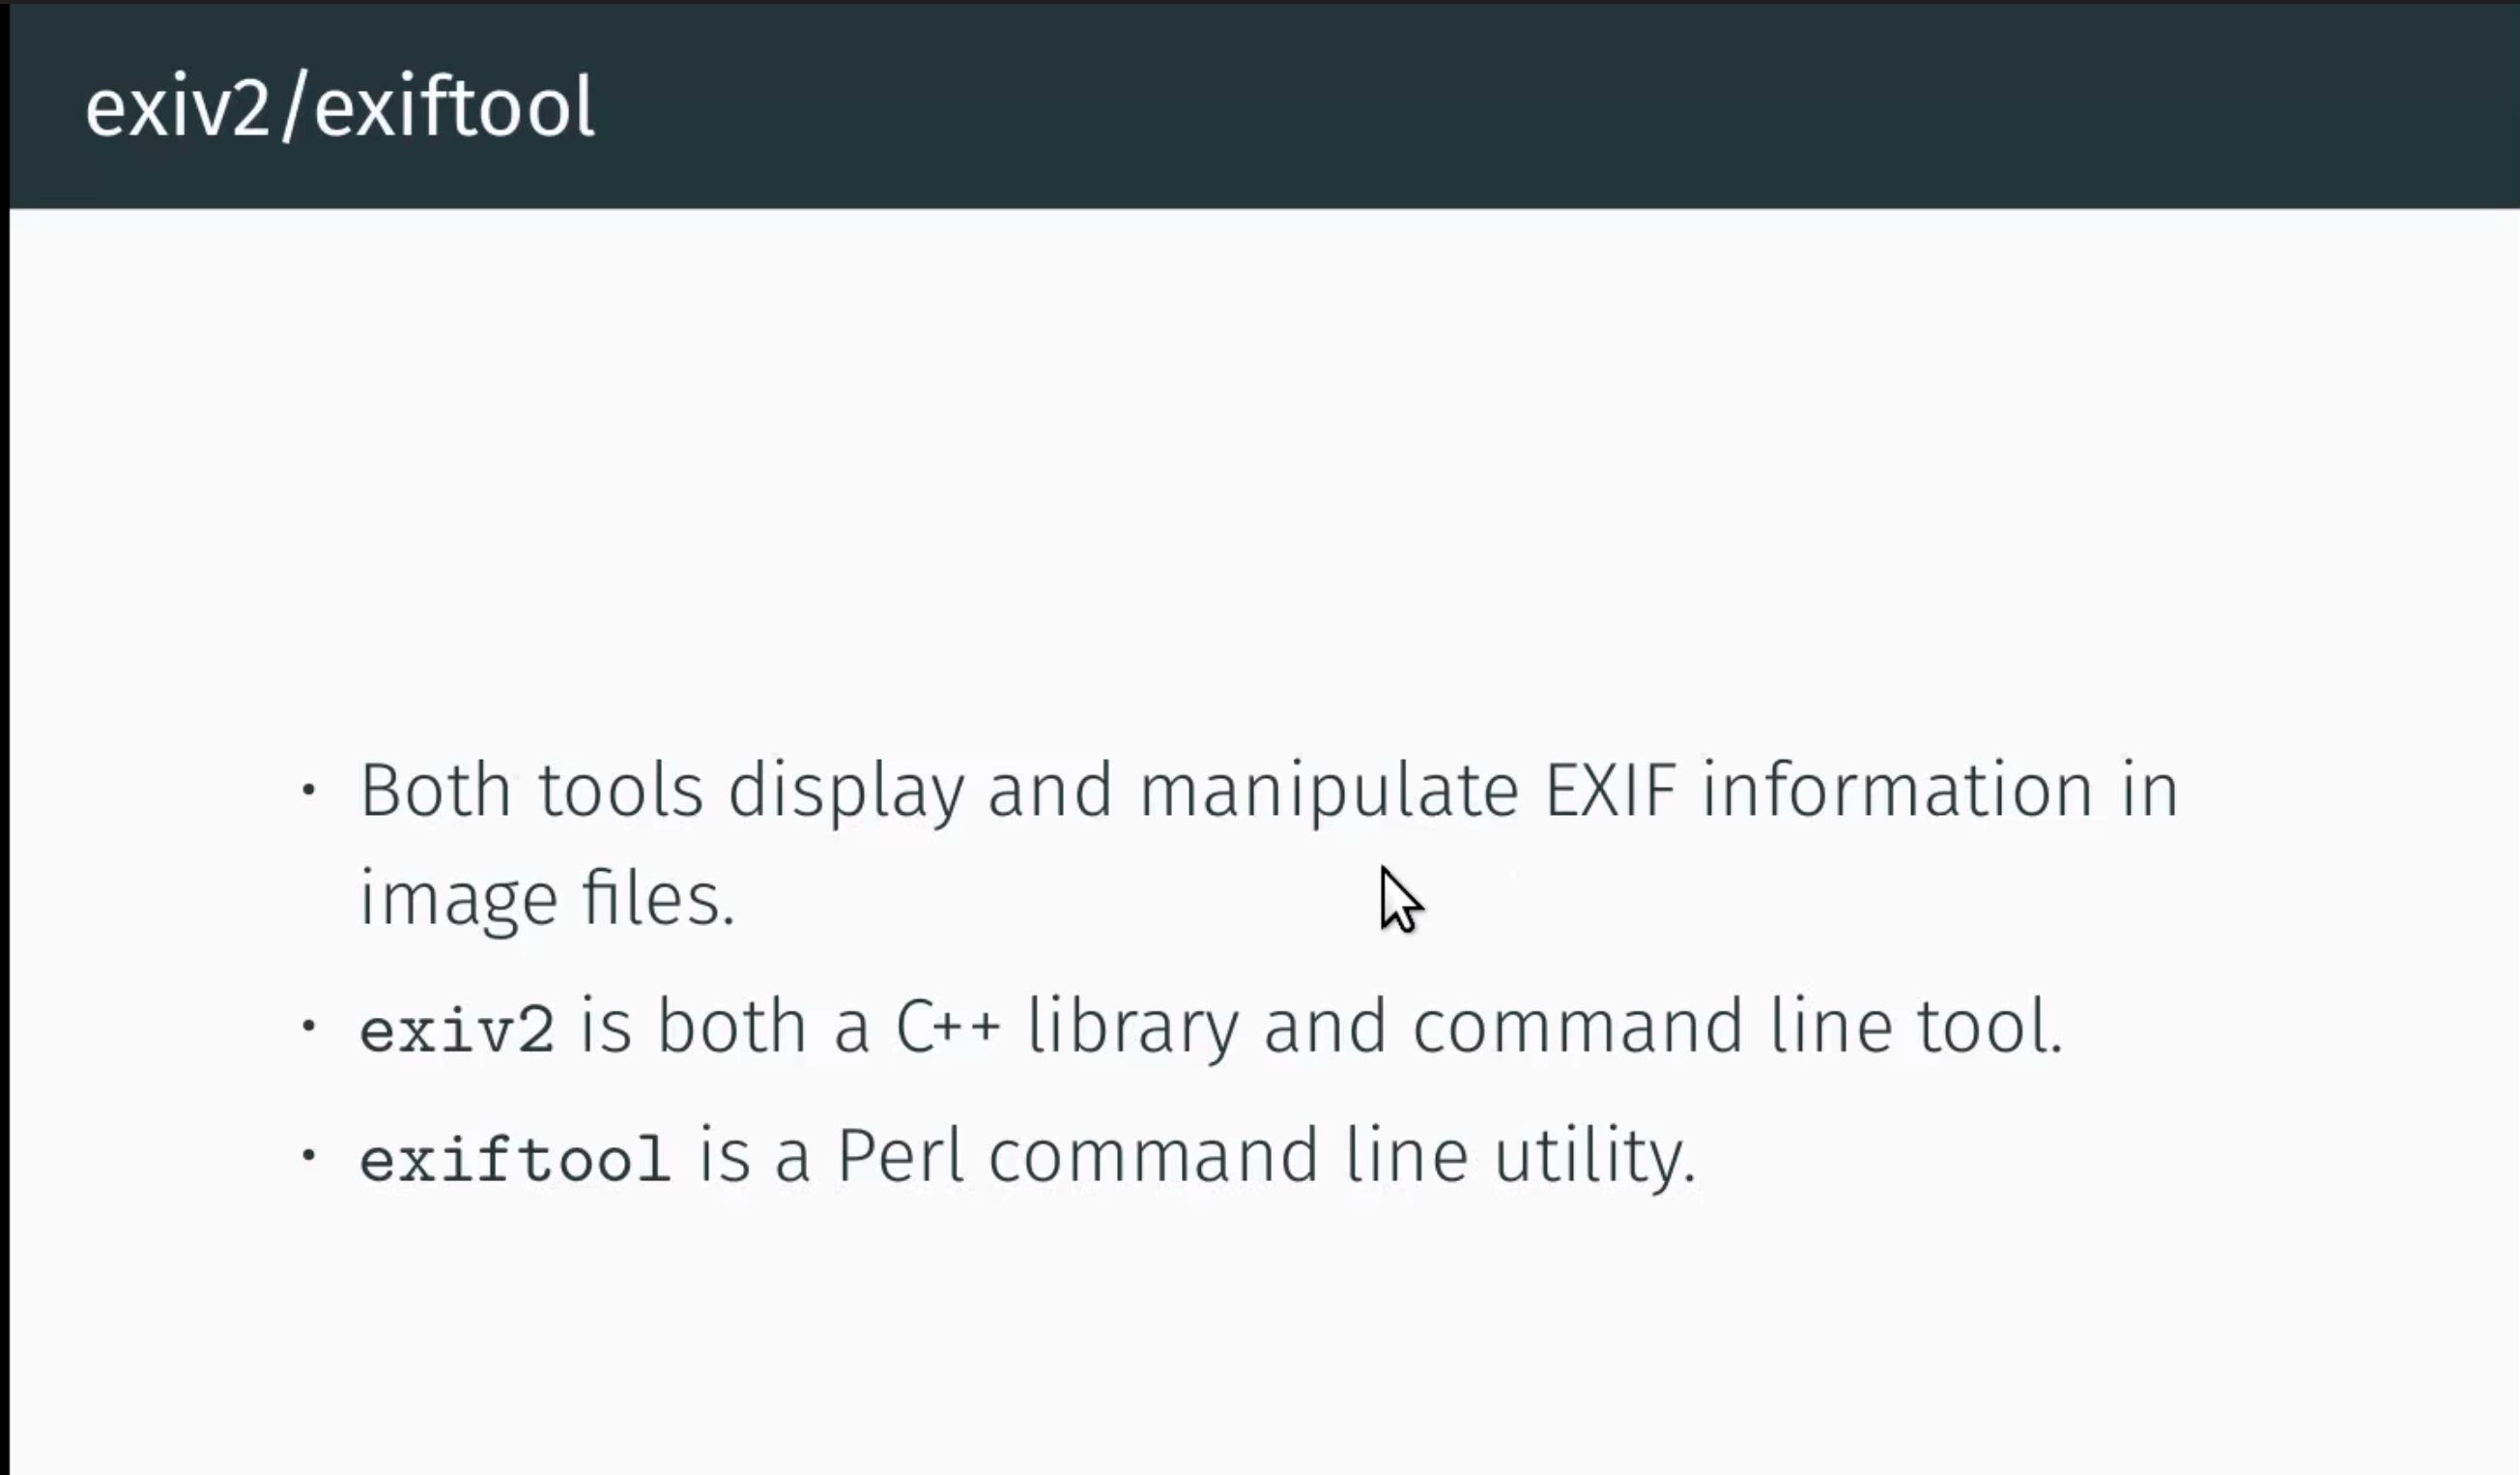 exiv2/exiftool
• Both tools display and manipulate EXIF information in
image files.
• exiv2 is both a C++ library and command line tool.
• exiftool is a Perl command line utility.